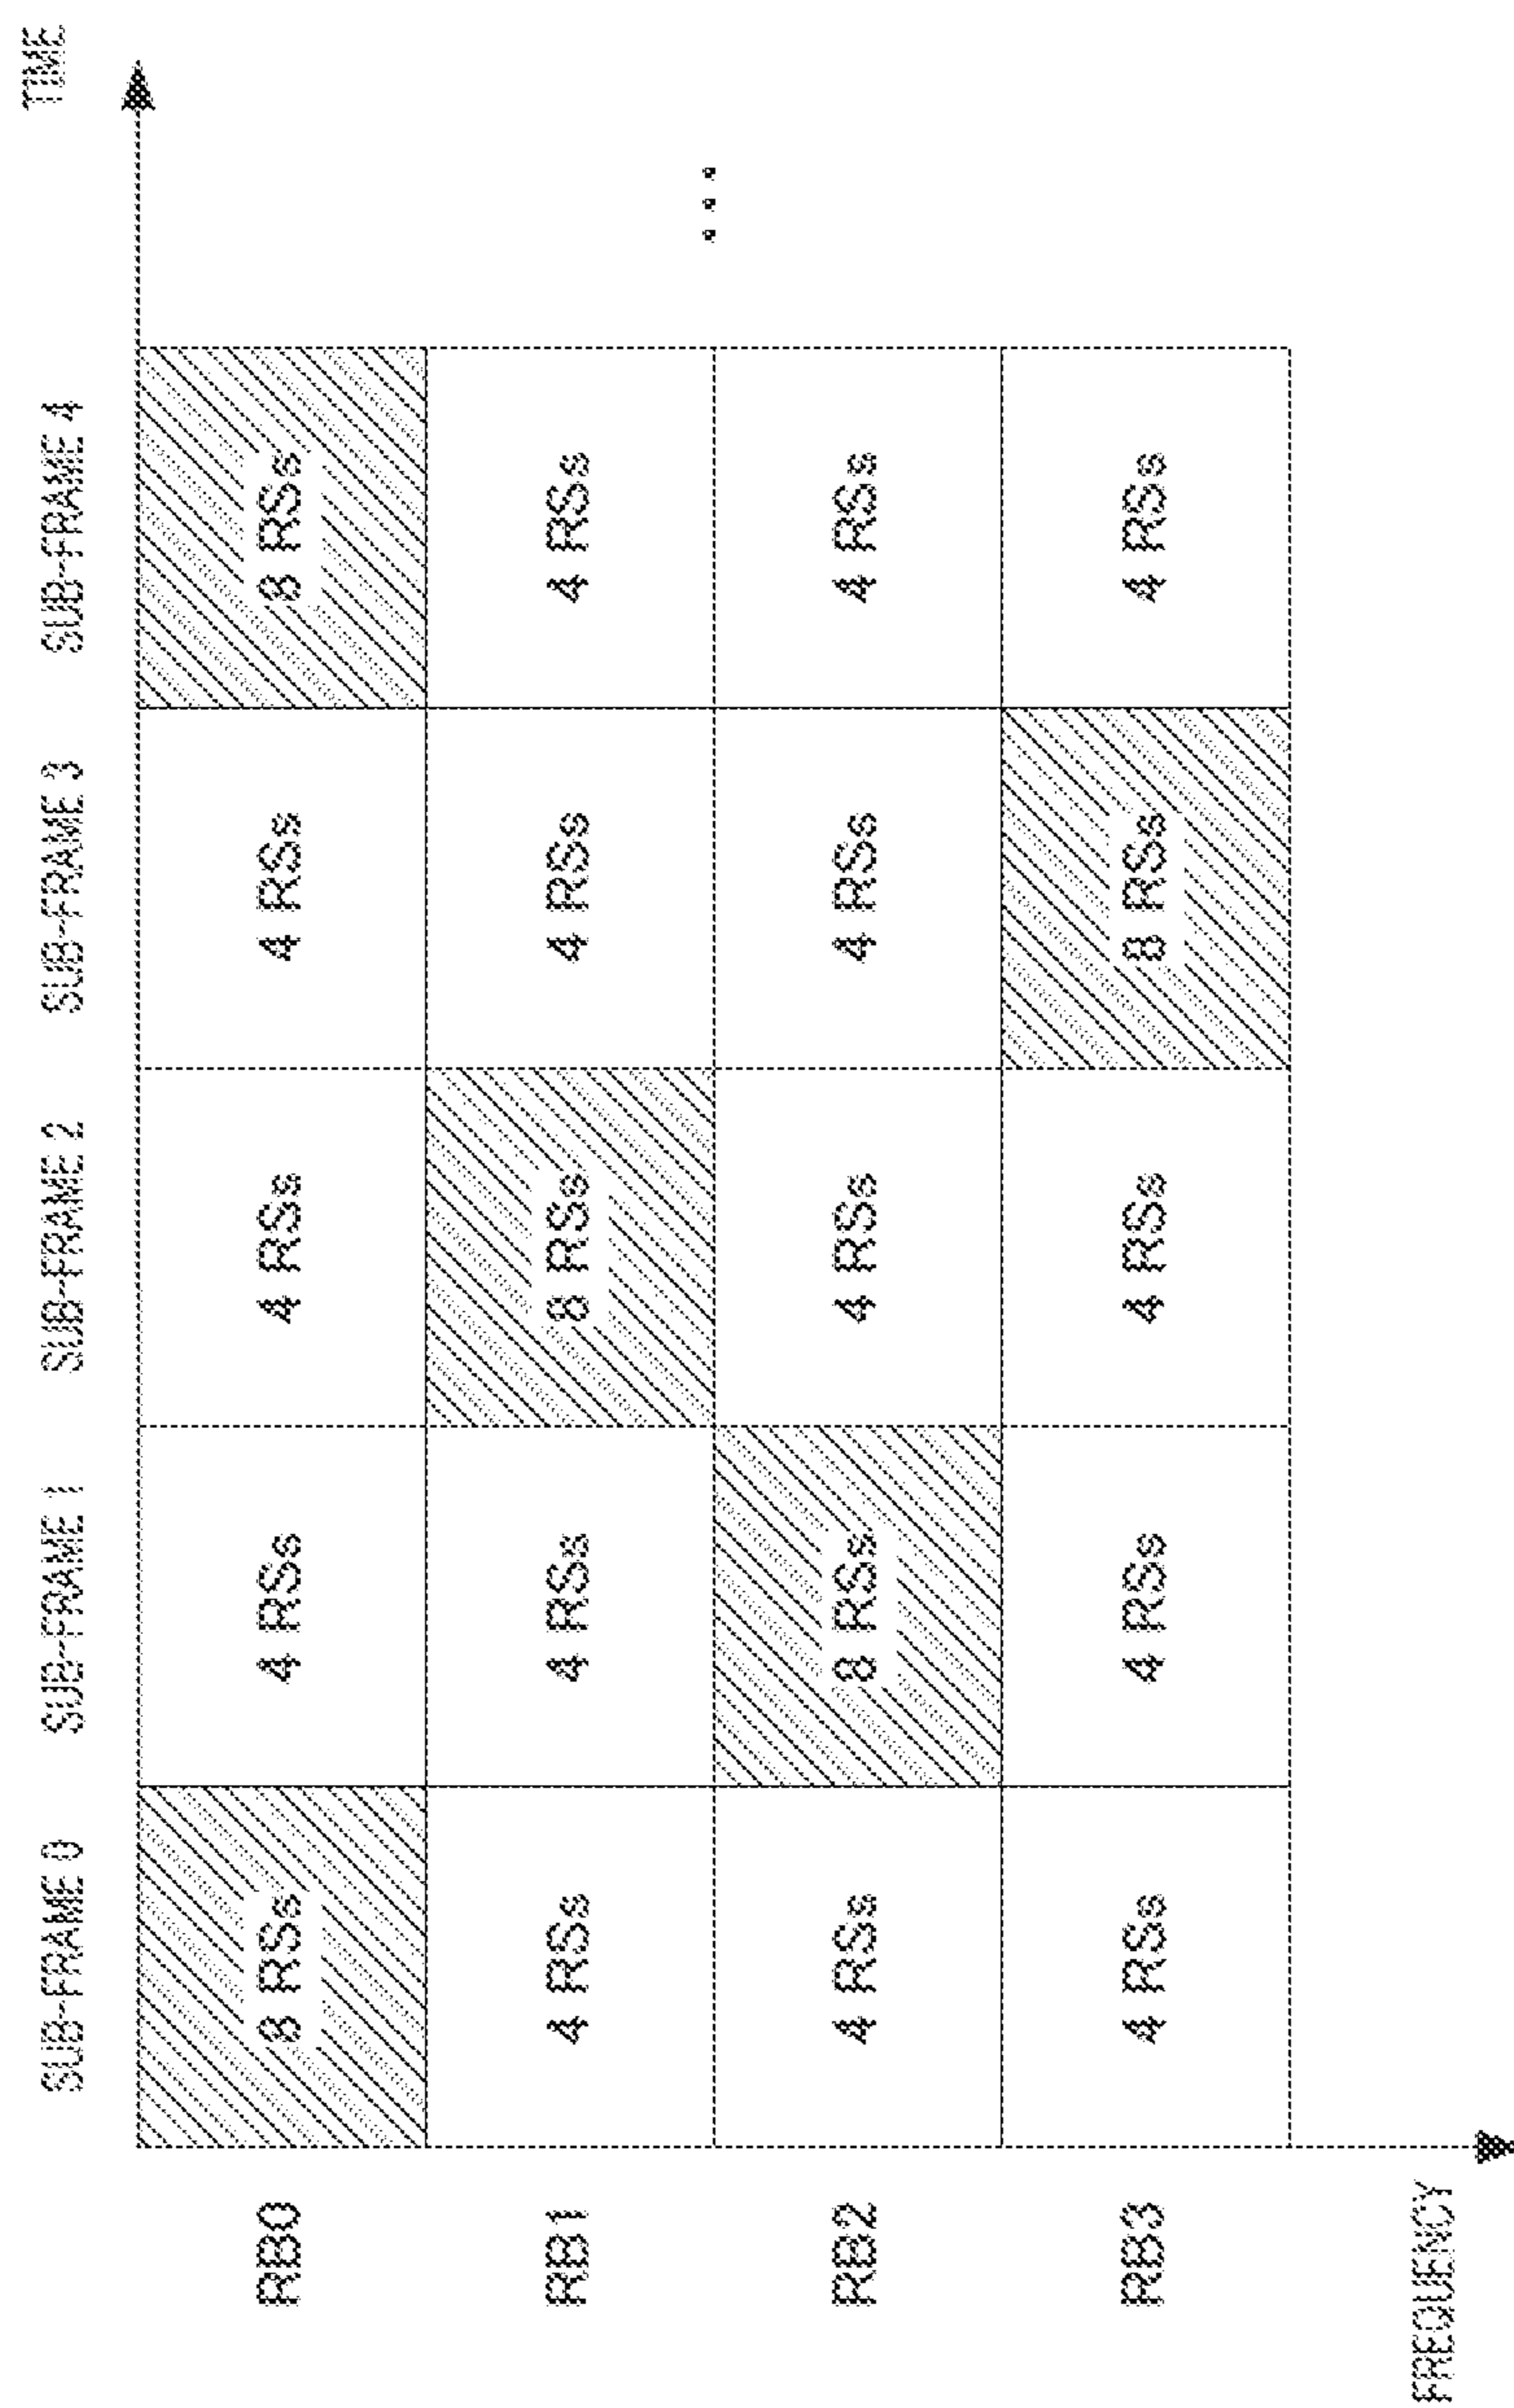 SUB-FRAME 0 SUB-FRAME 1 SUB-FRAME 2 SUB-FRAME 3 SUB-FRAME 4 TIME
RB0 8 RSs 4 RSs 4 RSs 4 RSs 8 RSs
RB1 4 RSs 4 RSs 8 RSs 4 RSs 4 RSs
...
RB2 4 RSs 8 RSs 4 RSs 4 RSs 4 RSs
RB3 4 RSs 4 RSs 4 RSs 8 RSs 4 RSs
FREQUENCY